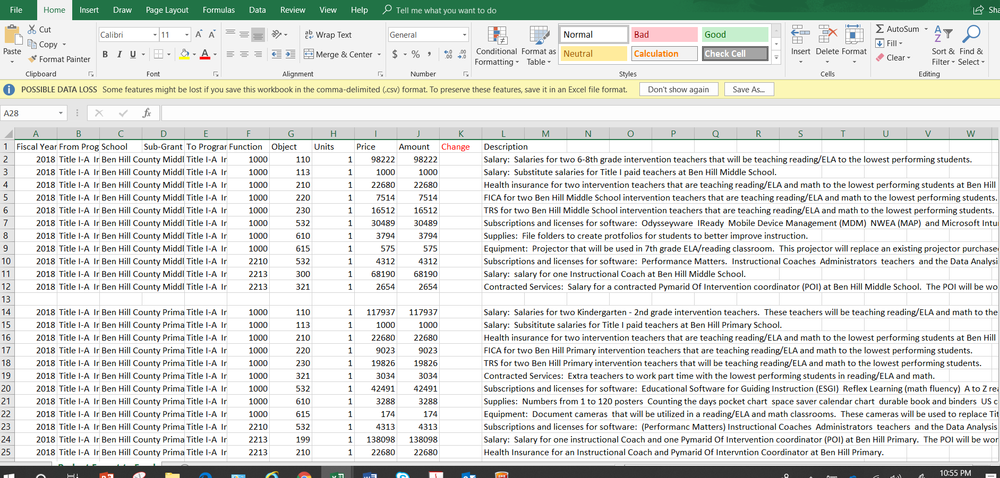 File Home Insert Draw Page Layout Formulas Data Review View Help Tell me what you want to do Sha
Paste Cut Copy Format Painter Clipboard
Calibri 11 A A B I U A Font
ab Wrap Text Merge & Center Alignment
General $ % , .00 .00 Number
Conditional Formatting Format as Table
Normal Bad Good
Neutral Calculation Check Cell
Styles
Insert Delete Format Cells
AutoSum Fill Clear Sort & Filter Find & Select Editing
POSSIBLE DATA LOSS Some features might be lost if you save this workbook in the comma-delimited (.csv) format. To preserve these features, save it in an Excel file format. Don't show again Save As...
A28 fx
A B C D E F G H I J K L M N O P Q R S T U V W
1 Fiscal Year From Prog School Sub-Grant To Program Function Object Units Price Amount Change Description
2 2018 Title I-A Ir Ben Hill County Middl Title I-A Ir 1000 110 1 98222 98222 Salary: Salaries for two 6-8th grade intervention teachers that will be teaching reading/ELA to the lowest performing students.
3 2018 Title I-A Ir Ben Hill County Middl Title I-A Ir 1000 113 1 1000 1000 Salary: Substitute salaries for Title I paid teachers at Ben Hill Middle School.
4 2018 Title I-A Ir Ben Hill County Middl Title I-A Ir 1000 210 1 22680 22680 Health insurance for two intervention teachers that are teaching reading/ELA and math to the lowest performing students at Ben Hill
5 2018 Title I-A Ir Ben Hill County Middl Title I-A Ir 1000 220 1 7514 7514 FICA for two Ben Hill Middle School intervention teachers that are teaching reading/ELA and math to the lowest performing students.
6 2018 Title I-A Ir Ben Hill County Middl Title I-A Ir 1000 230 1 16512 16512 TRS for two Ben Hill Middle School intervention teachers that are teaching reading/ELA and math to the lowest performing students.
7 2018 Title I-A Ir Ben Hill County Middl Title I-A Ir 1000 532 1 30489 30489 Subscriptions and licenses for software: Odysseyware IReady Mobile Device Management (MDM) NWEA (MAP) and Microsoft Intu
8 2018 Title I-A Ir Ben Hill County Middl Title I-A Ir 1000 610 1 3794 3794 Supplies: File folders to create protfolios for students to better improve instruction.
9 2018 Title I-A Ir Ben Hill County Middl Title I-A Ir 1000 615 1 575 575 Equipment: Projector that will be used in 7th grade ELA/reading classroom. This projector will replace an existing projector purchase
10 2018 Title I-A Ir Ben Hill County Middl Title I-A Ir 2210 532 1 4312 4312 Subscriptions and licenses for software: Performance Matters. Instructional Coaches Administrators teachers and the Data Analysi
11 2018 Title I-A Ir Ben Hill County Middl Title I-A Ir 2213 300 1 68190 68190 Salary: salary for one Instructional Coach at Ben Hill Middle School.
12 2018 Title I-A Ir Ben Hill County Middl Title I-A Ir 2213 321 1 2654 2654 Contracted Services: Salary for a contracted Pymarid Of Intervention coordinator (POI) at Ben Hill Middle School. The POI will be wo
13
14 2018 Title I-A Ir Ben Hill County Prima Title I-A Ir 1000 110 1 117937 117937 Salary: Salaries for two Kindergarten - 2nd grade intervention teachers. These teachers will be teaching reading/ELA and math to the
15 2018 Title I-A Ir Ben Hill County Prima Title I-A Ir 1000 113 1 1000 1000 Salary: Subsititute salaries for Title I paid teachers at Ben Hill Primary School.
16 2018 Title I-A Ir Ben Hill County Prima Title I-A Ir 1000 210 1 22680 22680 Health insurance for two intervention teachers that are teaching reading/ELA and math to the lowest performing students at Ben Hill
17 2018 Title I-A Ir Ben Hill County Prima Title I-A Ir 1000 220 1 9023 9023 FICA for two Ben Hill Primary intervention teachers that are teaching reading/ELA and math to the lowest performing students.
18 2018 Title I-A Ir Ben Hill County Prima Title I-A Ir 1000 230 1 19826 19826 TRS for two Ben Hill Primary intervention teachers that will be teaching reading/ELA and math to the lowest performing students.
19 2018 Title I-A Ir Ben Hill County Prima Title I-A Ir 1000 321 1 3034 3034 Contracted Services: Extra teachers to work part time with the lowest performing students in reading/ELA and math.
20 2018 Title I-A Ir Ben Hill County Prima Title I-A Ir 1000 532 1 42491 42491 Subscriptions and licenses for software: Educational Software for Guiding Instruction (ESGI) Reflex Learning (math fluency) A to Z rea
21 2018 Title I-A Ir Ben Hill County Prima Title I-A Ir 1000 610 1 3288 3288 Supplies: Numbers from 1 to 120 posters Counting the days pocket chart space saver calendar chart durable book and binders US c
22 2018 Title I-A Ir Ben Hill County Prima Title I-A Ir 1000 615 1 174 174 Equipment: Document cameras that will be utilized in a reading/ELA and math classrooms. These cameras will be used to replace Tit
23 2018 Title I-A Ir Ben Hill County Prima Title I-A Ir 2210 532 1 4313 4313 Subscriptions and licenses for software: (Performanc Matters) Instructional Coaches Administrators teachers and the Data Analysis
24 2018 Title I-A Ir Ben Hill County Prima Title I-A Ir 2213 199 1 138098 138098 Salary: Salary for one instructional Coach and one Pymarid Of Intervention coordinator (POI) at Ben Hill Primary. The POI will be wor
25 2018 Title I-A Ir Ben Hill County Prima Title I-A Ir 2213 210 1 22680 22680 Health Insurance for an Instructional Coach and Pymarid Of Intervntion Coordinator at Ben Hill Primary.
10:55 PM